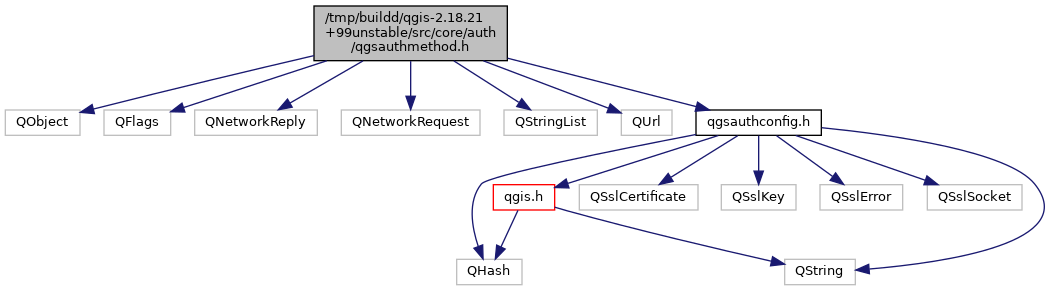 /tmp/buildd/qgis-2.18.21
+99unstable/src/core/auth
/qgsauthmethod.h
QObject
QFlags
QNetworkReply
QNetworkRequest
QStringList
QUrl
qgsauthconfig.h
qgis.h
QSslCertificate
QSslKey
QSslError
QSslSocket
QHash
QString